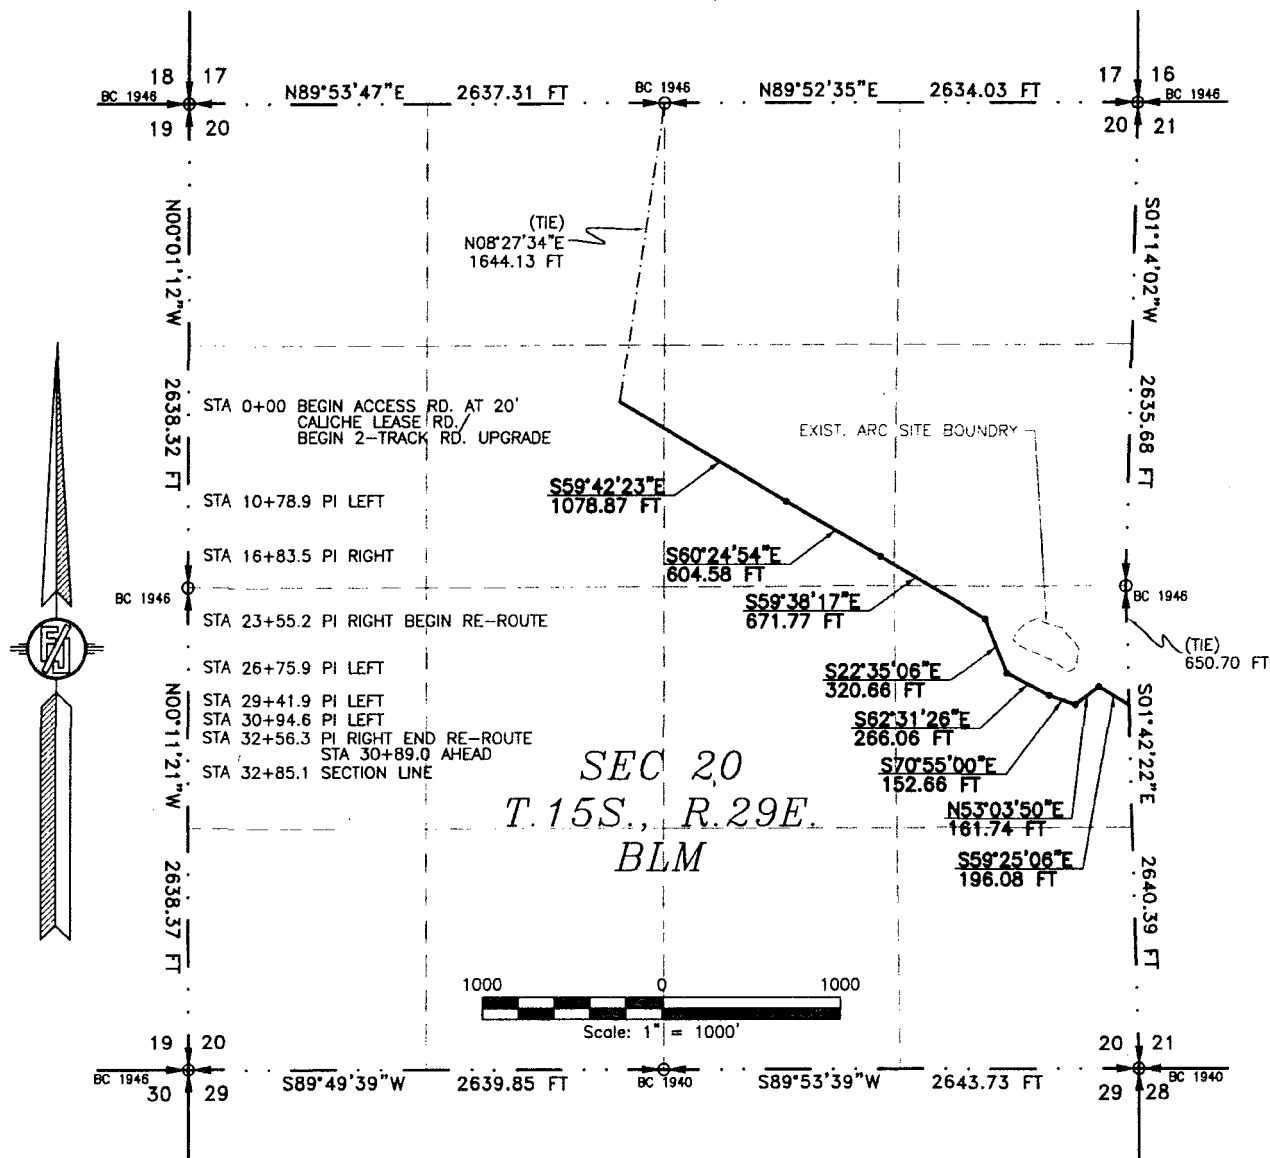 18 17
17 16
BC 1946
N89°53'47"E 2637.31 FT
BC 1946
N89°52'35"E 2634.03 FT
BC 1946
19 20
20 21
N00°01'12"W 2638.32 FT
(TIE)
N08°27'34"E
1644.13 FT
S01°14'02"W 2635.68 FT
STA 0+00 BEGIN ACCESS RD. AT 20'
CALICHE LEASE RD./
BEGIN 2-TRACK RD. UPGRADE
EXIST. ARC SITE BOUNDRY
STA 10+78.9 PI LEFT
S59°42'23"E
1078.87 FT
STA 16+83.5 PI RIGHT
S60°24'54"E
604.58 FT
BC 1946
S59°38'17"E
671.77 FT
BC 1946
STA 23+55.2 PI RIGHT BEGIN RE-ROUTE
(TIE)
650.70 FT
STA 26+75.9 PI LEFT
S22°35'06"E
320.66 FT
STA 29+41.9 PI LEFT
STA 30+94.6 PI LEFT
STA 32+56.3 PI RIGHT END RE-ROUTE
STA 30+89.0 AHEAD
STA 32+85.1 SECTION LINE
S62°31'26"E
266.06 FT
S70°55'00"E
152.66 FT
N53°03'50"E
161.74 FT
S59°25'06"E
196.08 FT
N00°11'21"W 2638.37 FT
S01°42'22"E 2640.39 FT
SEC 20
T.15S., R.29E.
BLM
1000 0 1000
Scale: 1" = 1000'
19 20
20 21
BC 1946
S89°49'39"W 2639.85 FT
BC 1940
S89°53'39"W 2643.73 FT
BC 1940
30 29
29 28